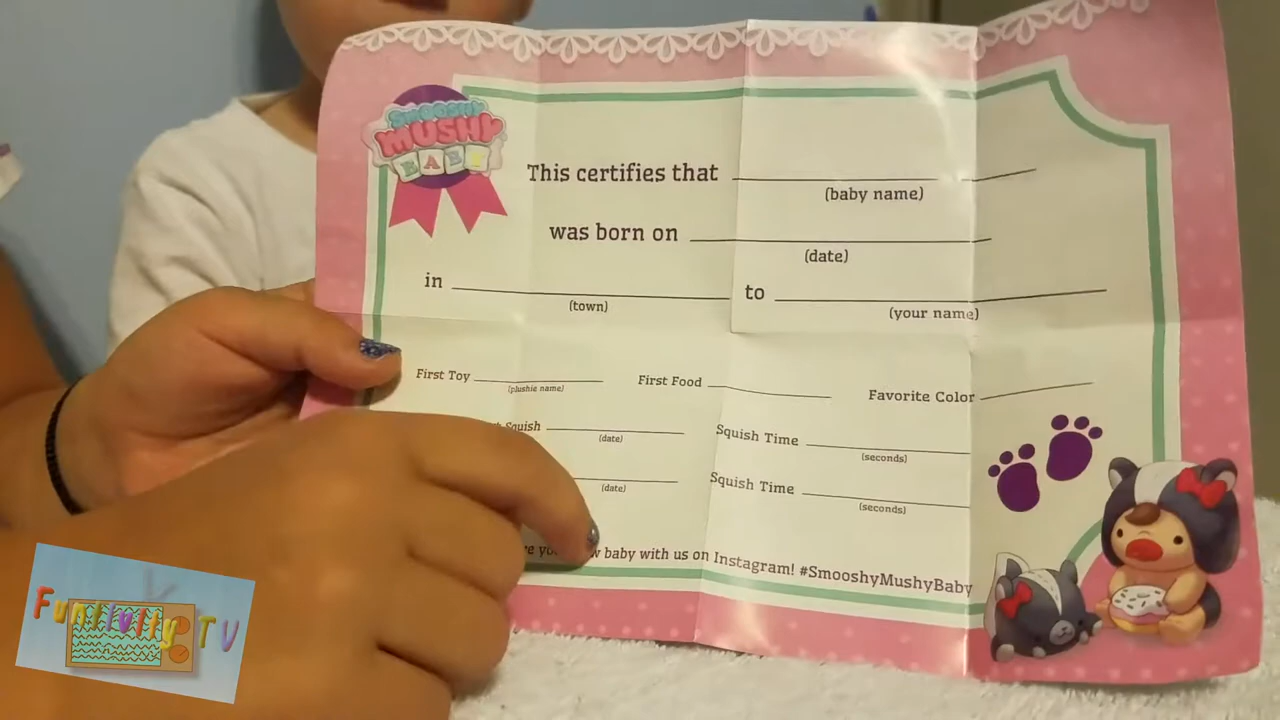 SMOOSHY
MUSHY
BABY
This certifies that
(baby name)
was born on
(date)
in to
(town) (your name)
First Toy First Food Favorite Color
(plushie name)
Squish Squish Time
(date) (seconds)
Squish Time
(date) (seconds)
baby with us on Instagram! #SmooshyMushyBaby
Funtivity TV